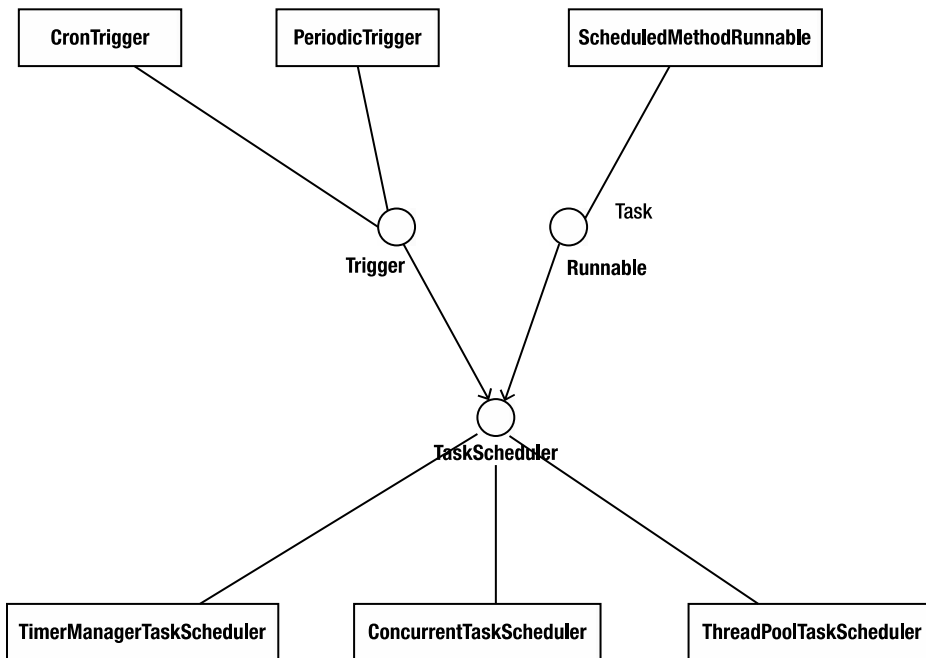 CronTrigger
PeriodicTrigger
ScheduledMethodRunnable
Task
Trigger
Runnable
TaskScheduler
TimerManagerTaskScheduler
ConcurrentTaskScheduler
ThreadPoolTaskScheduler